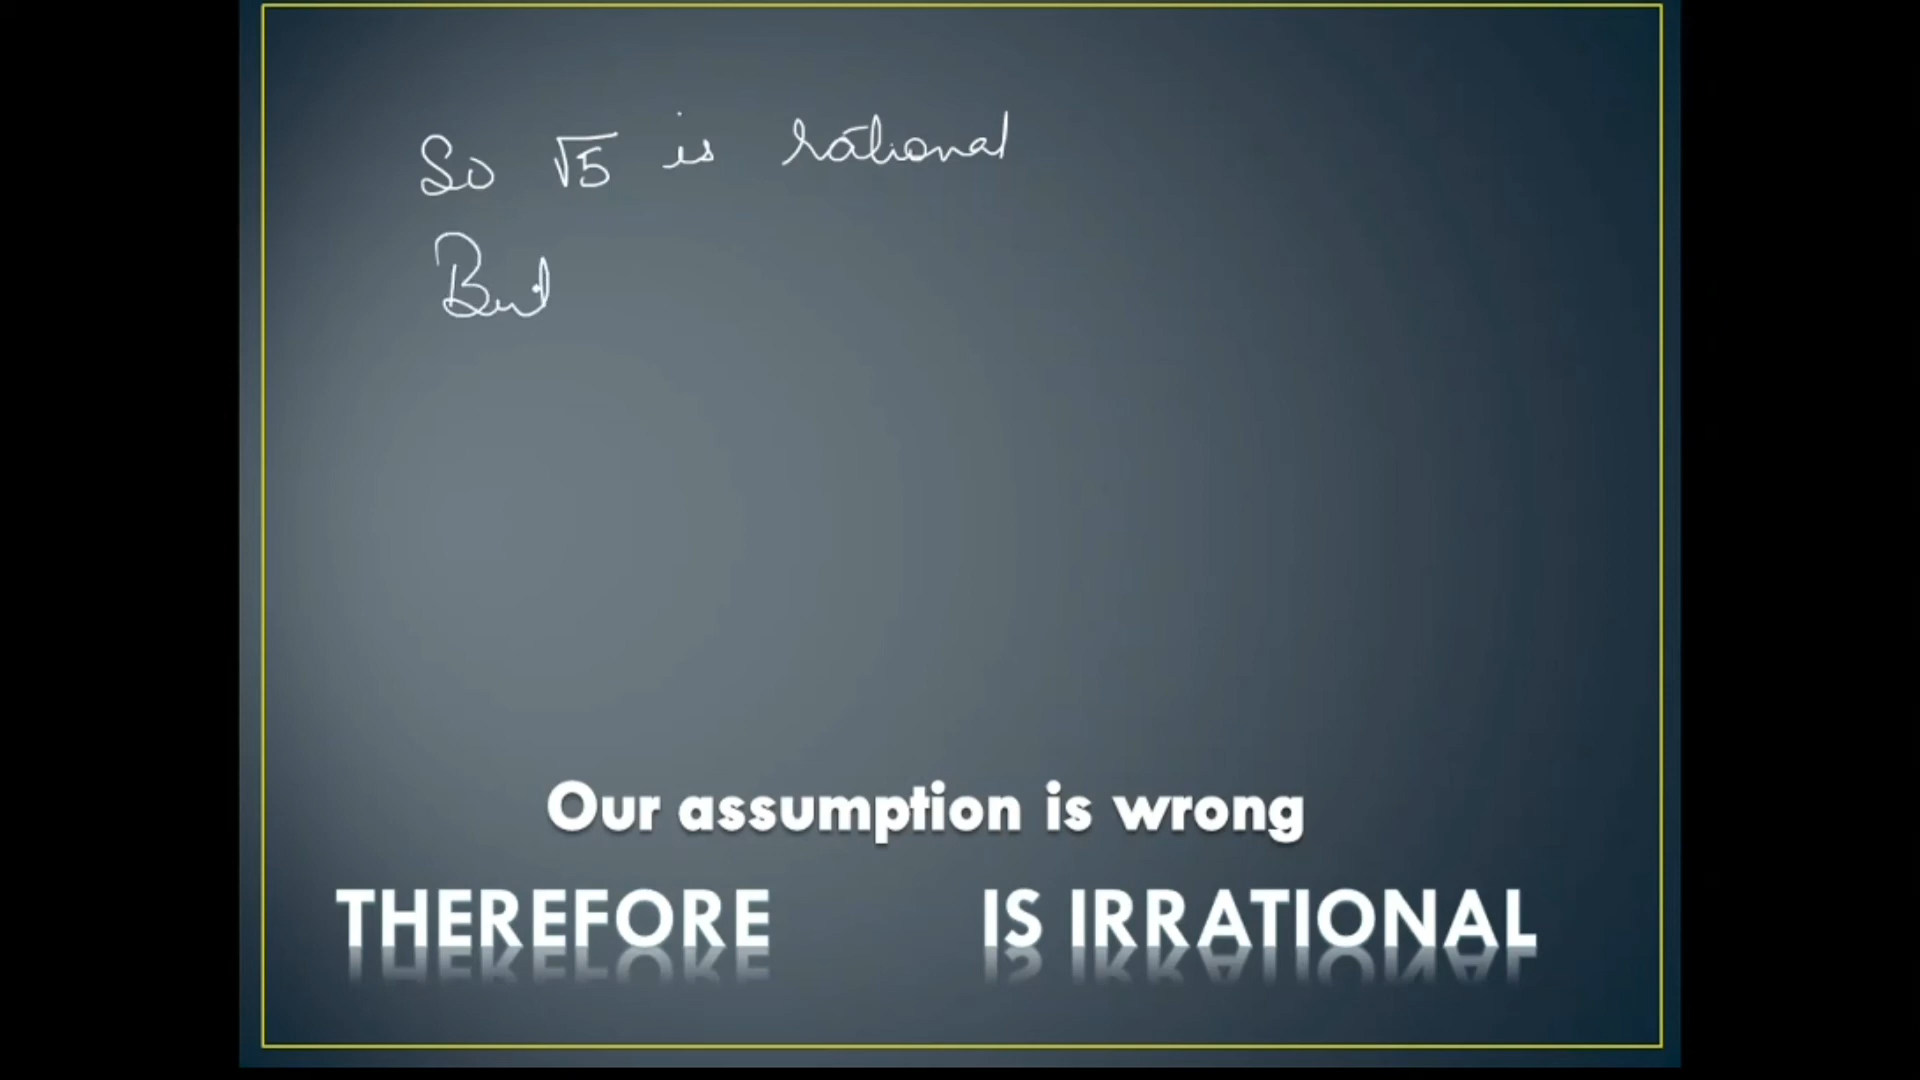 So √5 is rational
But
Our assumption is wrong
THEREFORE IS IRRATIONAL